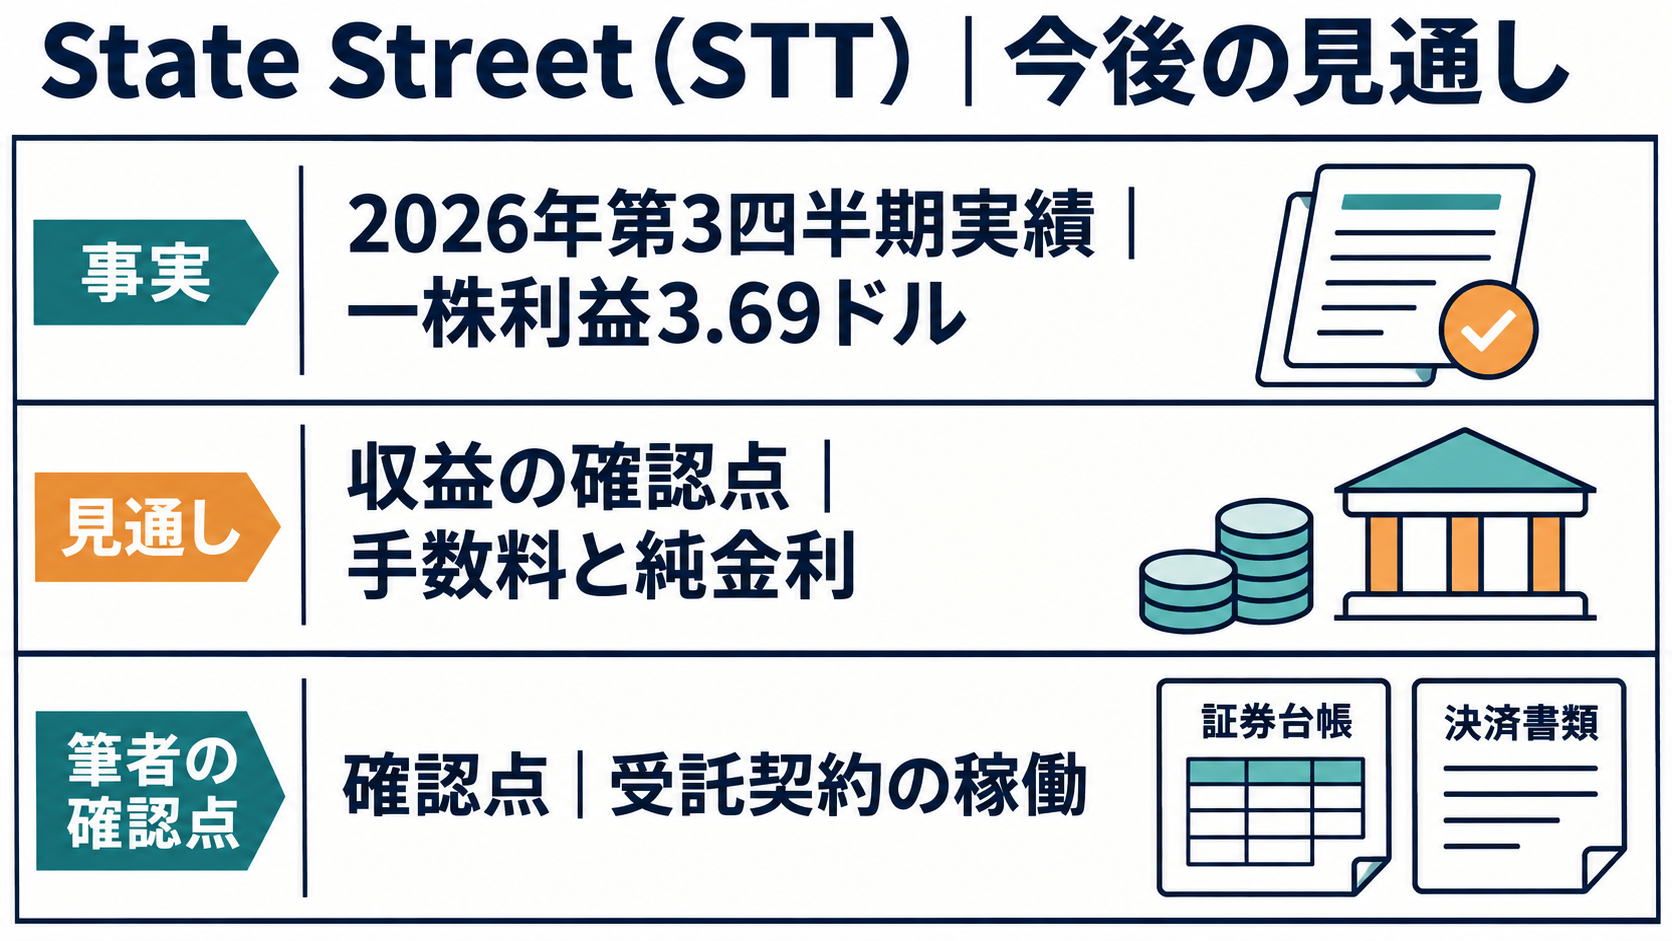 State Street（STT）｜今後の見通し
事実
2026年第3四半期実績｜
一株利益3.69ドル
見通し
収益の確認点｜
手数料と純金利
筆者の
確認点
確認点｜受託契約の稼働
証券台帳
決済書類